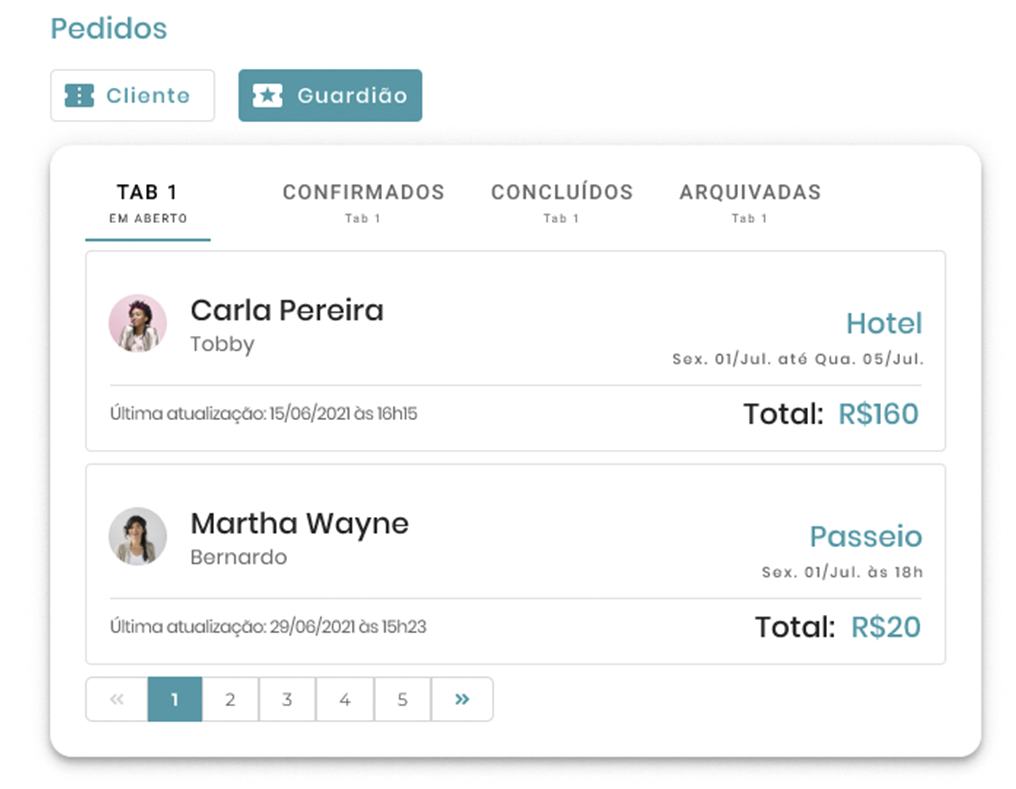 Pedidos
Cliente Guardião
TAB 1 CONFIRMADOS CONCLUÍDOS ARQUIVADAS
EM ABERTO Tab 1 Tab 1 Tab 1
Carla Pereira
Hotel
Tobby
Sex. 01/Jul. até Qua. 05/Jul.
Última atualização: 15/06/2021 às 16h15 Total: R$160
Martha Wayne
Passeio
Bernardo
Sex. 01/Jul. às 18h
Última atualização: 29/06/2021 às 15h23 Total: R$20
« 1 2 3 4 5 »